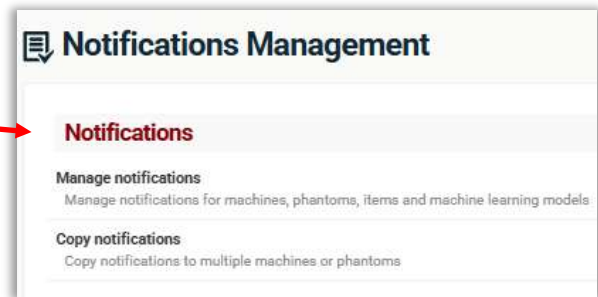 Notifications Management
Notifications
Manage notifications
Manage notifications for machines, phantoms, items and machine learning models
Copy notifications
Copy notifications to multiple machines or phantoms